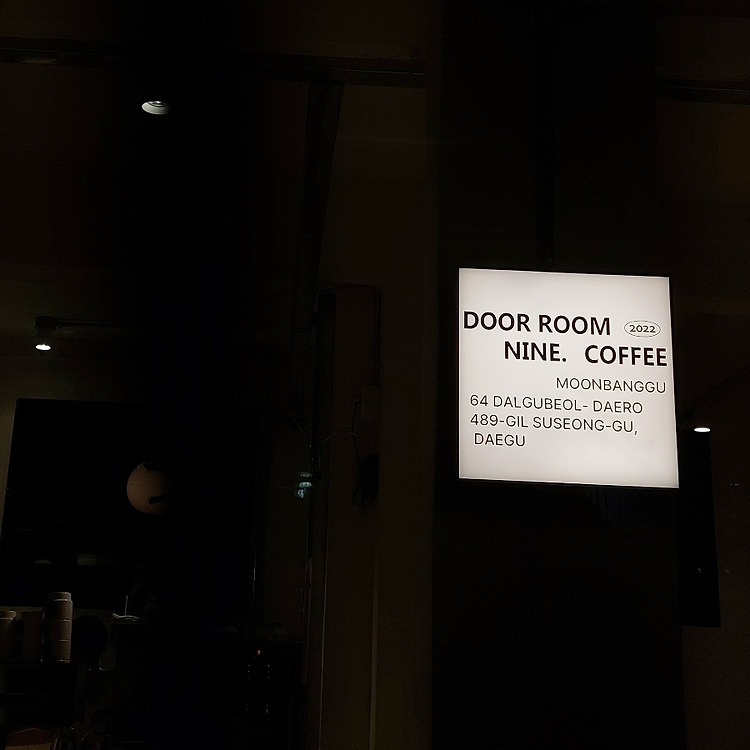 DOOR ROOM 2022
NINE. COFFEE
MOONBANGGU
64 DALGUBEOL- DAERO
489-GIL SUSEONG-GU,
DAEGU